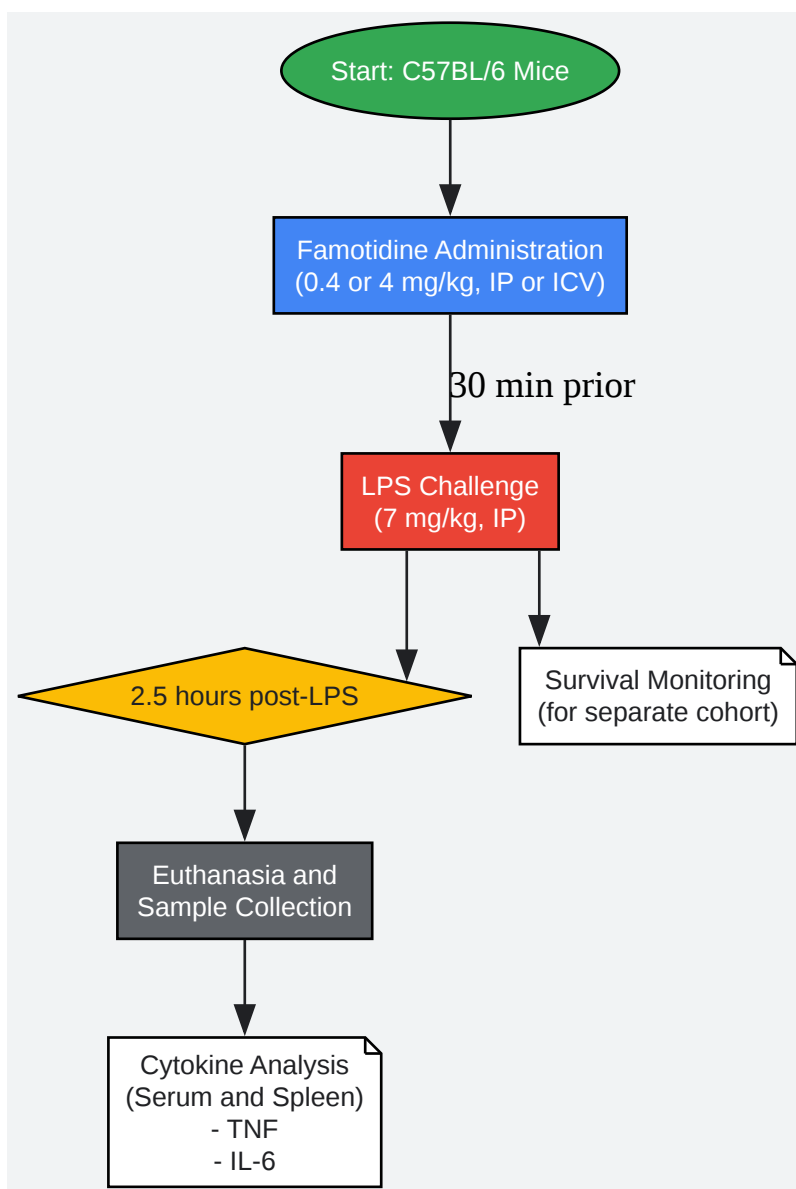 Start: C57BL/6 Mice
Famotidine Administration
(0.4 or 4 mg/kg, IP or ICV)
30 min prior
LPS Challenge
(7 mg/kg, IP)
2.5 hours post-LPS
Survival Monitoring
(for separate cohort)
Euthanasia and
Sample Collection
Cytokine Analysis
(Serum and Spleen)
- TNF
- IL-6